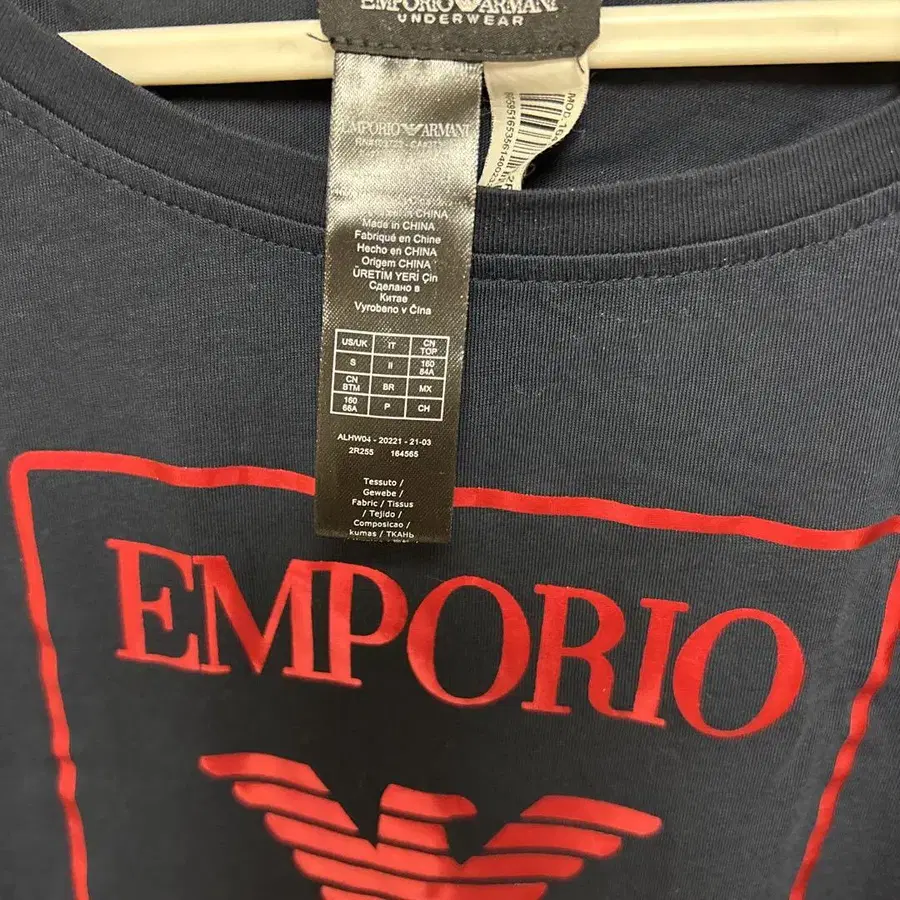 EMPORIO ARMANI
UNDERWEAR
EMPORIO ARMANI
MOD: 164
Made in CHINA
Fabriqué en Chine
Hecho en CHINA
Origem CHINA
ÜRETİM YERİ Çin
Сделано в
Китае
Vyrobeno v Čína
US/UK IT CN TOP
S II 160 84A
CN BTM BR MX
160 66A P CH
ALHW04 - 20221 - 21-03
2R255 164565
Tessuto /
Gewebe /
Fabric / Tissus
/ Tejido /
Composicao /
kumas / ТКАНЬ
EMPORIO